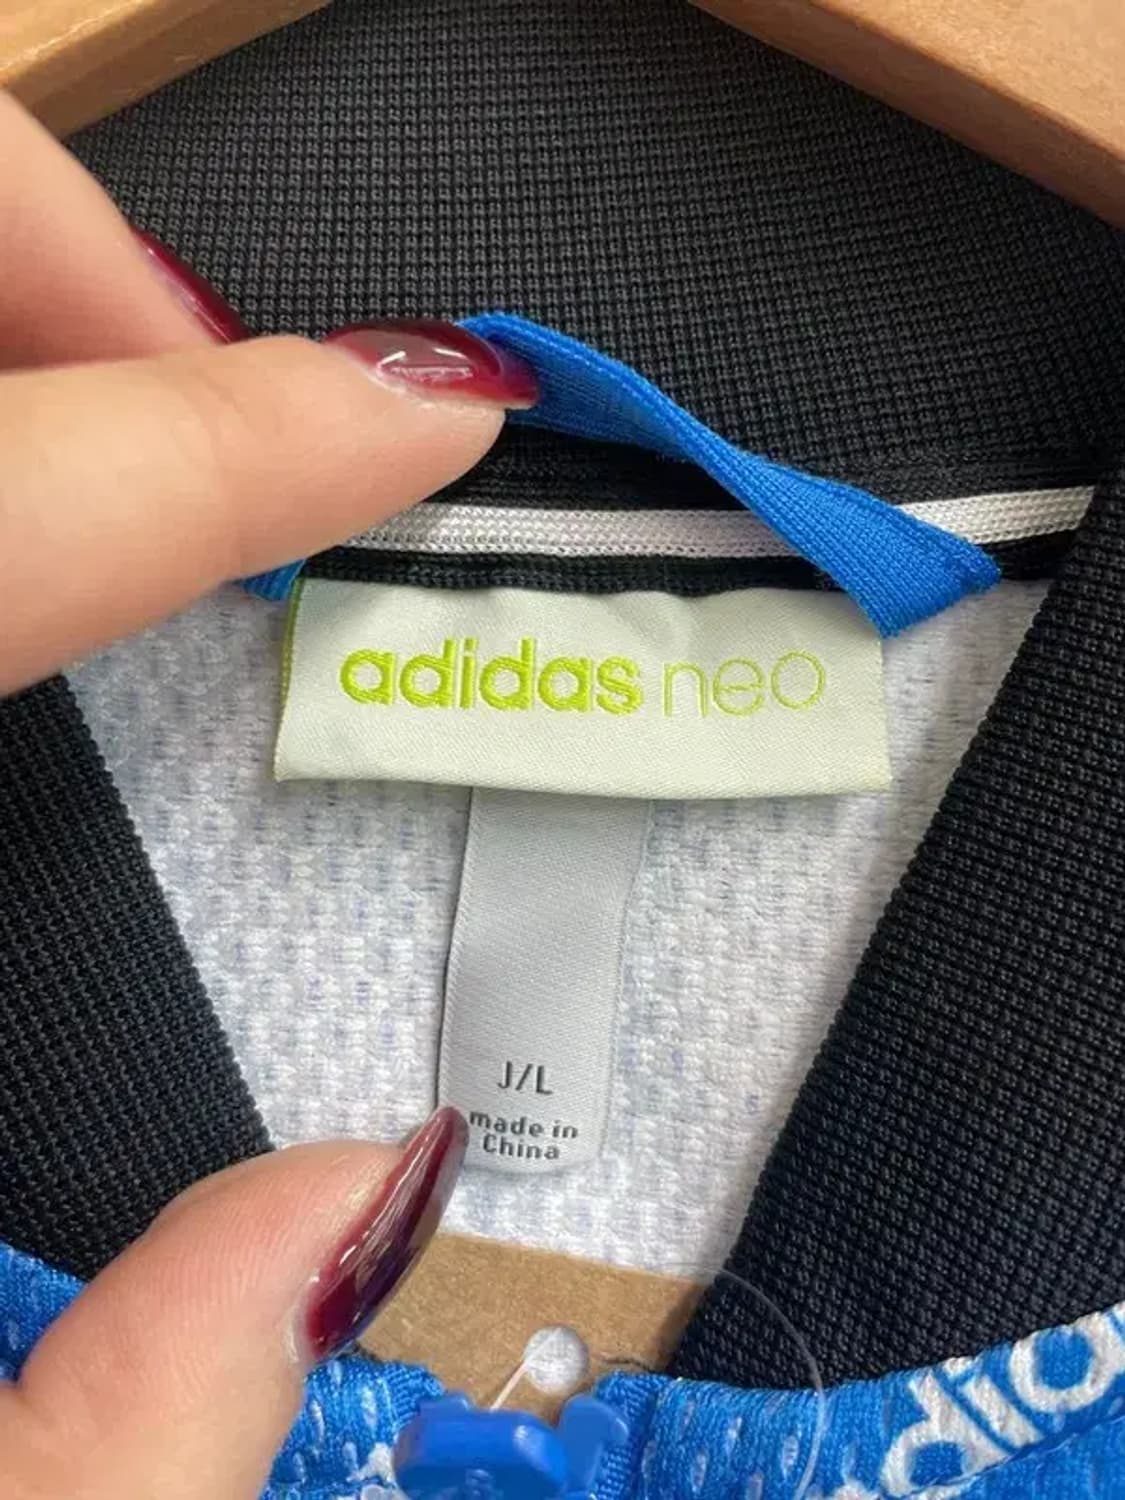 adidas neo
J/L
made in
China